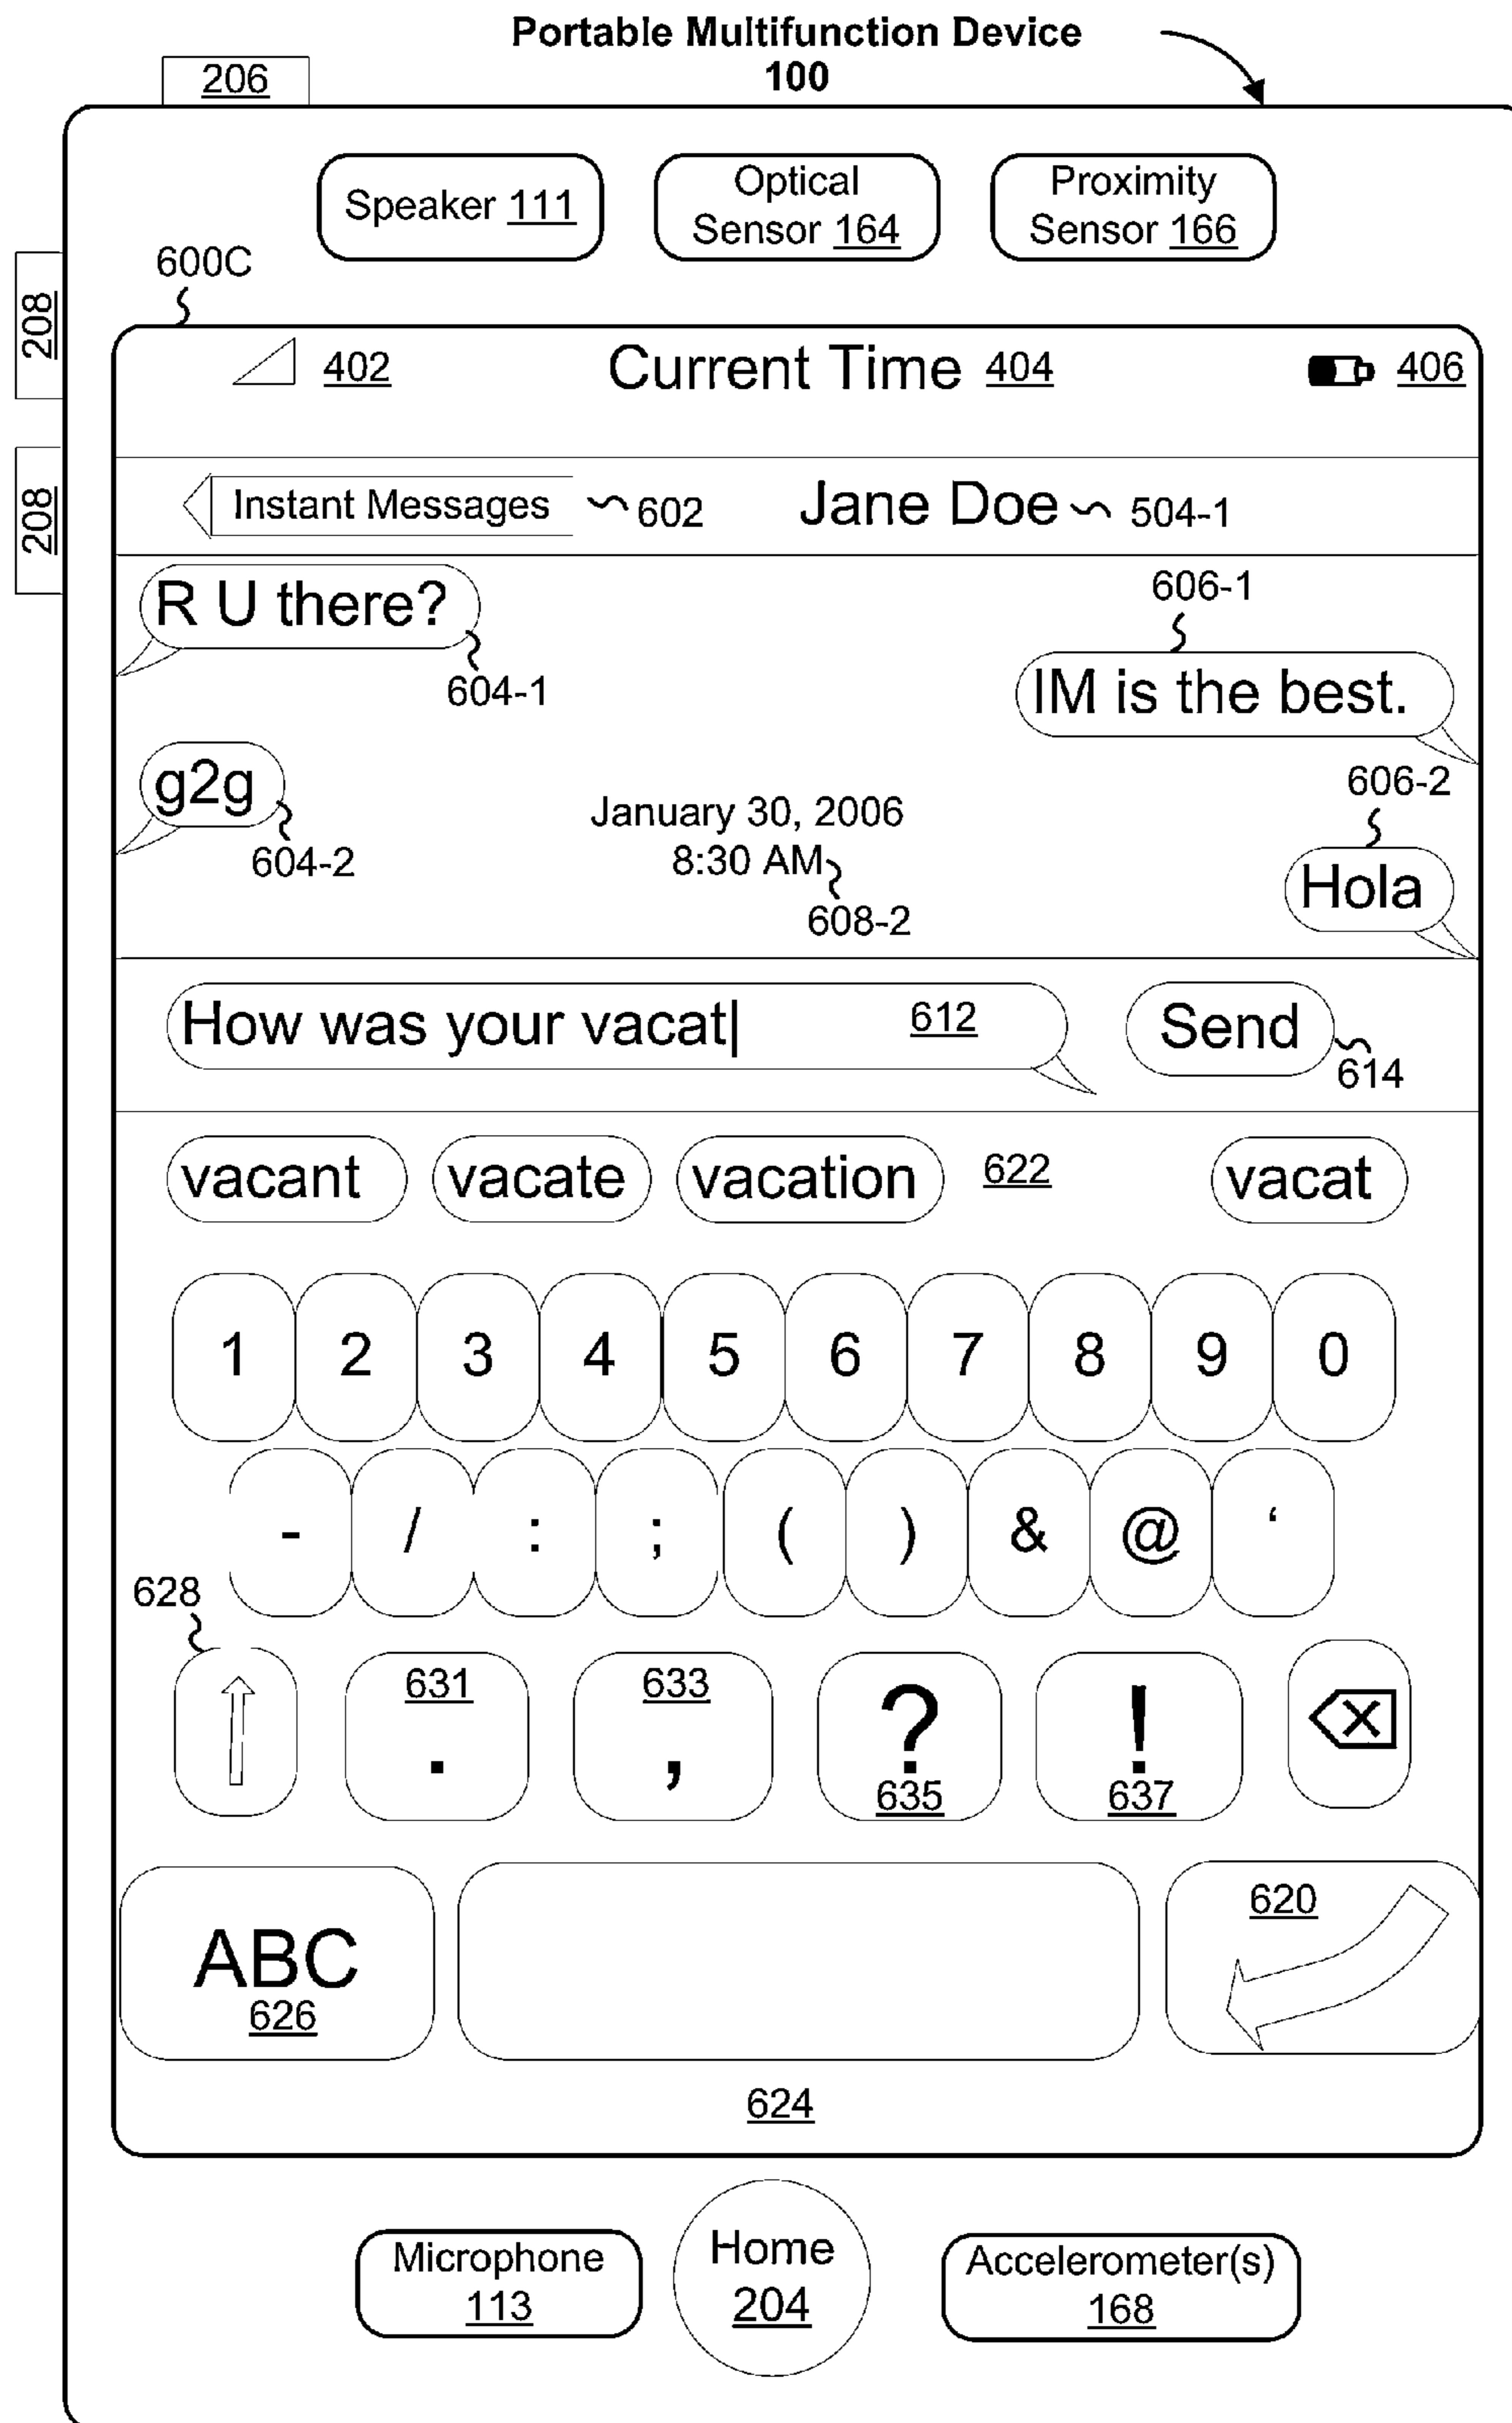 Portable Multifunction Device
100
206
Speaker 111
Optical
Sensor 164
Proximity
Sensor 166
600C
208
208
402
Current Time 404
406
Instant Messages
602
Jane Doe
504-1
R U there?
604-1
606-1
IM is the best.
g2g
604-2
January 30, 2006
8:30 AM
608-2
606-2
Hola
How was your vacat
612
Send
614
vacant
vacate
vacation
622
vacat
1 2 3 4 5 6 7 8 9 0
- / : ; ( ) & @ ‘
628
631
.
633
,
?
635
!
637
ABC
626
620
624
Microphone
113
Home
204
Accelerometer(s)
168